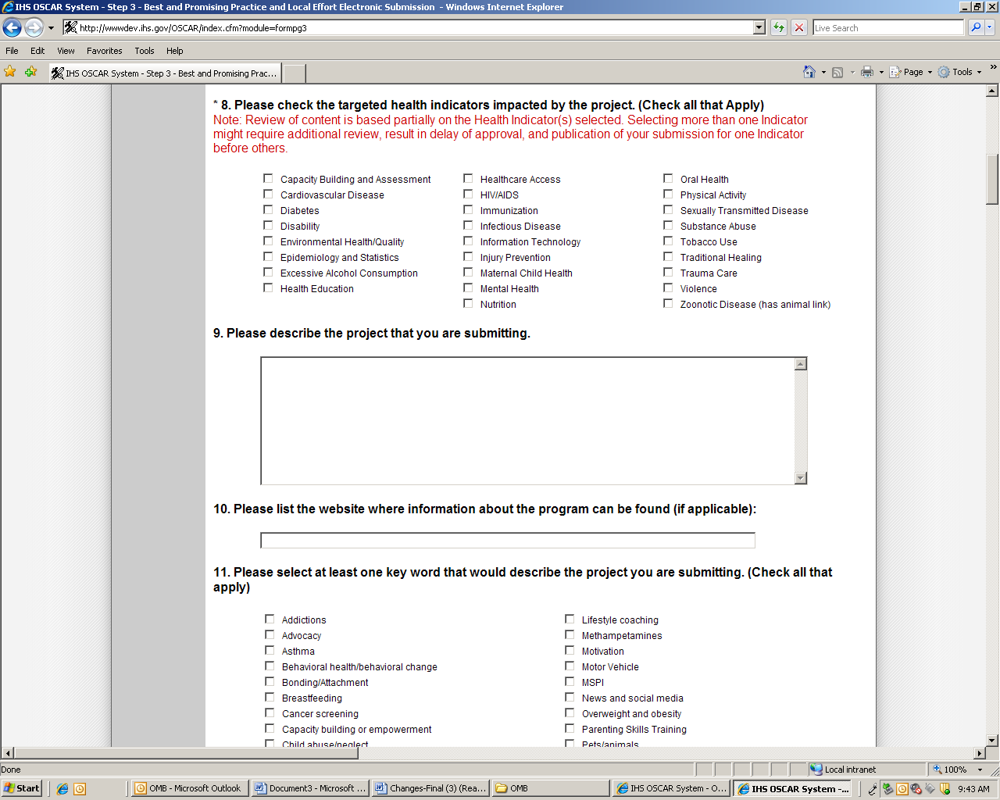 IHS OSCAR System - Step 3 - Best and Promising Practice and Local Effort Electronic Submission - Windows Internet Explorer
http://wwwdev.ihs.gov/OSCAR/index.cfm?module=formpg3
Live Search
File Edit View Favorites Tools Help
IHS OSCAR System - Step 3 - Best and Promising Prac...
Page Tools
* 8. Please check the targeted health indicators impacted by the project. (Check all that Apply)
Note: Review of content is based partially on the Health Indicator(s) selected. Selecting more than one Indicator
might require additional review, result in delay of approval, and publication of your submission for one Indicator
before others.
Capacity Building and Assessment Healthcare Access Oral Health
Cardiovascular Disease HIV/AIDS Physical Activity
Diabetes Immunization Sexually Transmitted Disease
Disability Infectious Disease Substance Abuse
Environmental Health/Quality Information Technology Tobacco Use
Epidemiology and Statistics Injury Prevention Traditional Healing
Excessive Alcohol Consumption Maternal Child Health Trauma Care
Health Education Mental Health Violence
Nutrition Zoonotic Disease (has animal link)
9. Please describe the project that you are submitting.
10. Please list the website where information about the program can be found (if applicable):
11. Please select at least one key word that would describe the project you are submitting. (Check all that
apply)
Addictions Lifestyle coaching
Advocacy Methampetamines
Asthma Motivation
Behavioral health/behavioral change Motor Vehicle
Bonding/Attachment MSPI
Breastfeeding News and social media
Cancer screening Overweight and obesity
Capacity building or empowerment Parenting Skills Training
Child abuse/neglect Pets/animals
Done Local intranet 100%
Start OMB - Microsoft Outlook Document3 - Microsoft ... Changes-Final (3) (Rea... OMB IHS OSCAR System - O... IHS OSCAR System -... 9:43 AM